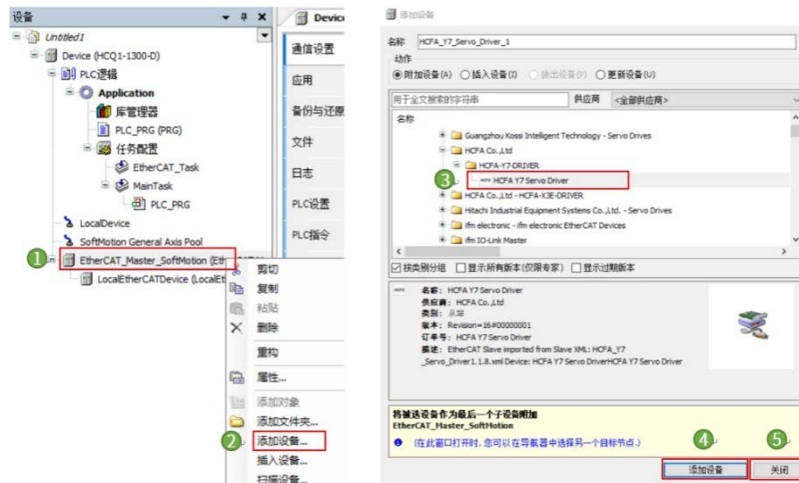 设备
Untitled1
Device (HCQ1-1300-D)
PLC逻辑
Application
库管理器
PLC_PRG (PRG)
任务配置
EtherCAT_Task
MainTask
PLC_PRG
LocalDevice
SoftMotion General Axis Pool
① EtherCAT_Master_SoftMotion (Eth
LocalEtherCATDevice (LocalEt
Device
通信设置
应用
备份与还原
文件
日志
PLC设置
PLC指令
剪切
复制
粘贴
删除
重构
属性...
添加对象
添加文件夹...
② 添加设备...
插入设备...
扫描设备...
添加设备
名称 HCFA_Y7_Servo_Driver_1
动作
附加设备(A) 插入设备(I) 拔出设备(P) 更新设备(U)
用于全文搜索的字符串 供应商 <全部供应商>
名称
Guangzhou Kossi Intelligent Technology - Servo Drives
HCFA Co.,Ltd
HCFA-Y7-DRIVER
③ HCFA Y7 Servo Driver
HCFA Co.,Ltd - HCFA-X3E-DRIVER
Hitachi Industrial Equipment Systems Co.,Ltd. - Servo Drives
ifm electronic - ifm electronic EtherCAT Devices
ifm IO-Link Master
按类别分组 显示所有版本(仅限专家) 显示过期版本
名称: HCFA Y7 Servo Driver
供应商: HCFA Co.,Ltd
类别: 从站
版本: Revision=16#00000001
订单号: HCFA Y7 Servo Driver
描述: EtherCAT Slave imported from Slave XML: HCFA_Y7
_Servo_Driver1.1.8.xml Device: HCFA Y7 Servo DriverHCFA Y7 Servo Driver
将被选设备作为最后一个子设备附加
EtherCAT_Master_SoftMotion
(在此窗口打开时,您可以在导航器中选择另一个目标节点.)
④ ⑤
添加设备 关闭